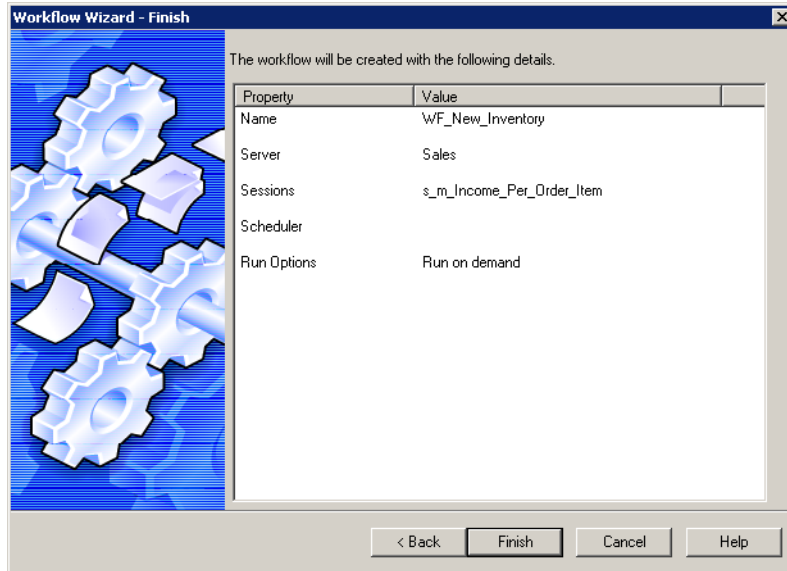 Workflow Wizard - Finish
The workflow will be created with the following details.
Property Value
Name WF_New_Inventory
Server Sales
Sessions s_m_Income_Per_Order_Item
Scheduler
Run Options Run on demand
< Back Finish Cancel Help